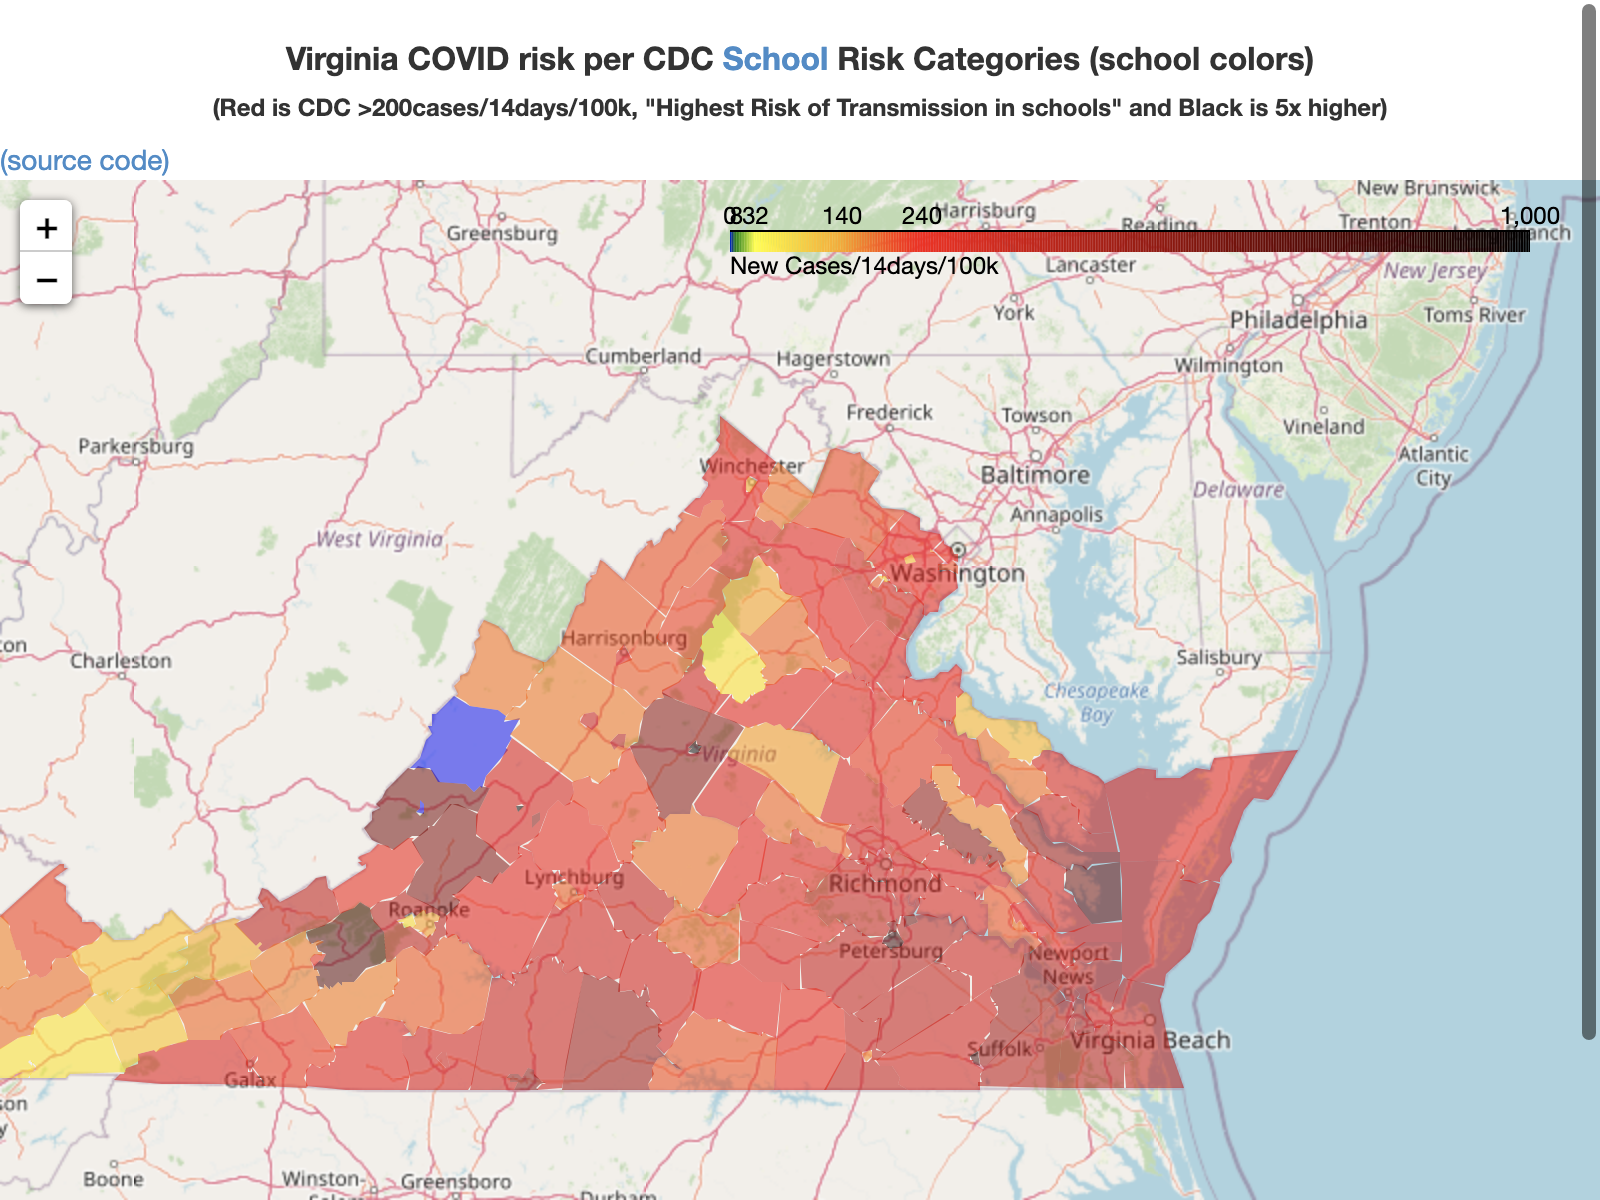 Virginia COVID risk per CDC School Risk Categories (school colors)
(Red is CDC >200cases/14days/100k, "Highest Risk of Transmission in schools" and Black is 5x higher)
(source code)
+
−
New Brunswick
0
8
32
140
240
1,000
Harrisburg
Reading
Trenton
Greensburg
New Cases/14days/100k
Lancaster
New Jersey
York
Philadelphia
Toms River
Cumberland
Hagerstown
Wilmington
Frederick
Towson
Vineland
Parkersburg
Winchester
Baltimore
Atlantic
City
Delaware
Annapolis
West Virginia
Washington
Harrisonburg
Charleston
Salisbury
Chesapeake
Bay
Virginia
Lynchburg
Richmond
Roanoke
Petersburg
Newport
News
Virginia Beach
Suffolk
Galax
son
y
Boone
Winston-
Greensboro
Durham